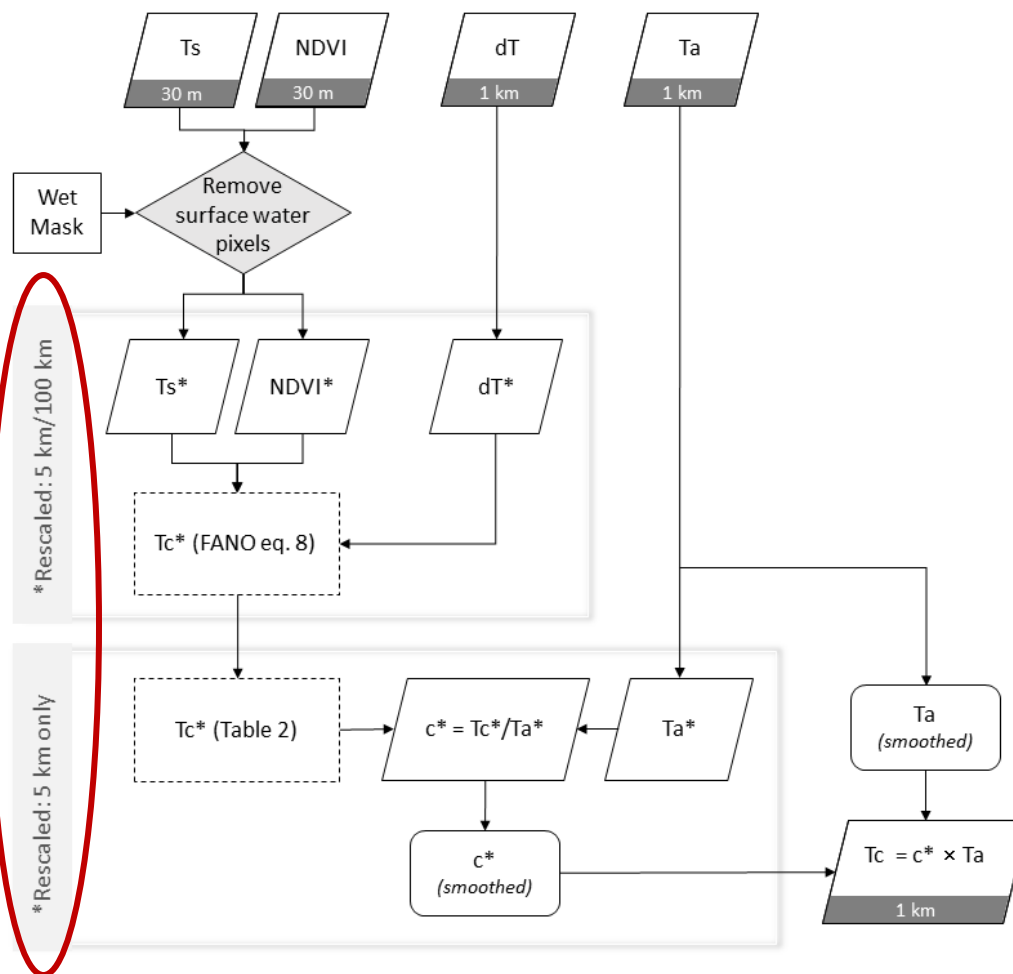 Ts
30 m
NDVI
30 m
dT
1 km
Ta
1 km
Wet
Mask
Remove
surface water
pixels
*Rescaled: 5 km/100 km
Ts*
NDVI*
dT*
Tc* (FANO eq. 8)
*Rescaled: 5 km only
Tc* (Table 2)
c* = Tc*/Ta*
Ta*
Ta
(smoothed)
c*
(smoothed)
Tc = c* × Ta
1 km